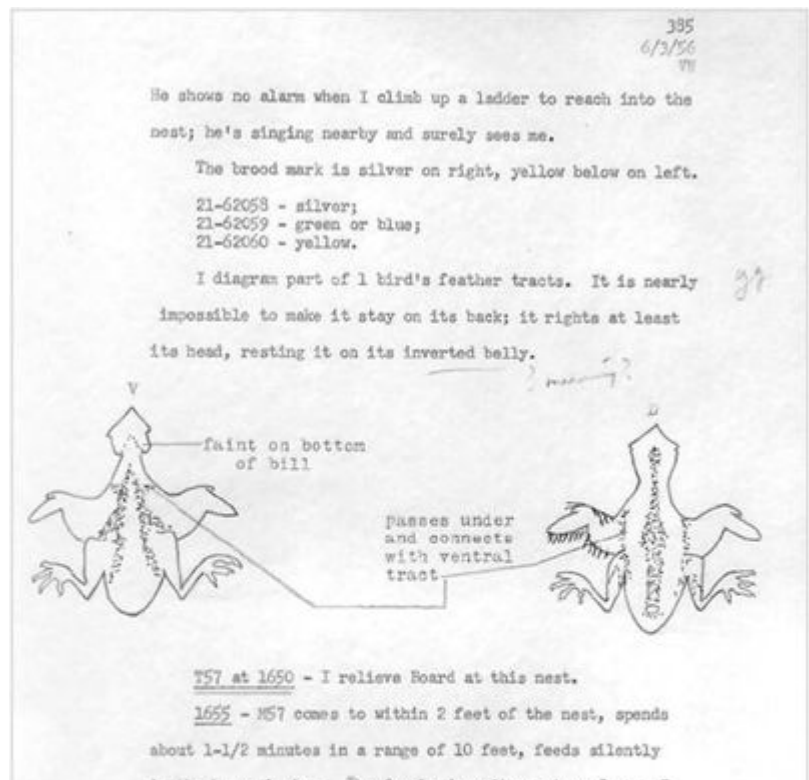 335
6/3/56
He shows no alarm when I climb up a ladder to reach into the
nest; he's singing nearby and surely sees me.
The brood mark is silver on right, yellow below on left.
21-62058 - silver;
21-62059 - green or blue;
21-62060 - yellow.
I diagram part of 1 bird's feather tracts. It is nearly
impossible to make it stay on its back; it rights at least
its head, resting it on its inverted belly.
? meaning?
V
D
faint on bottom
of bill
passes under
and connects
with ventral
tract
T57 at 1650 - I relieve Board at this nest.
1655 - M57 comes to within 2 feet of the nest, spends
about 1-1/2 minutes in a range of 10 feet, feeds silently